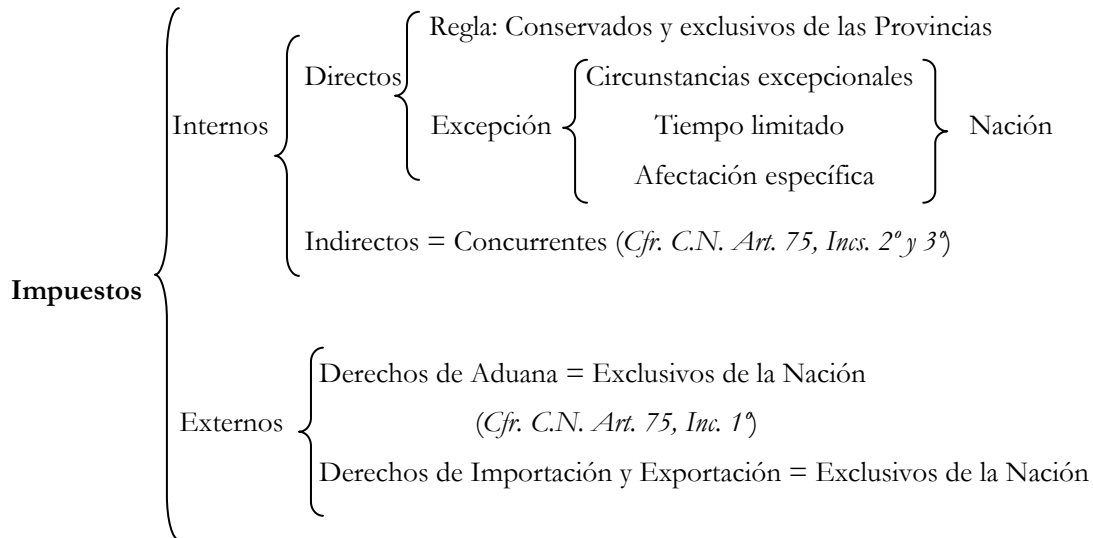 Regla: Conservados y exclusivos de las Provincias
Directos
Circunstancias excepcionales
Internos
Excepción
Tiempo limitado
Nación
Afectación específica
Indirectos = Concurrentes (Cfr. C.N. Art. 75, Incs. 2º y 3º)
Impuestos
Derechos de Aduana = Exclusivos de la Nación
Externos
(Cfr. C.N. Art. 75, Inc. 1º)
Derechos de Importación y Exportación = Exclusivos de la Nación